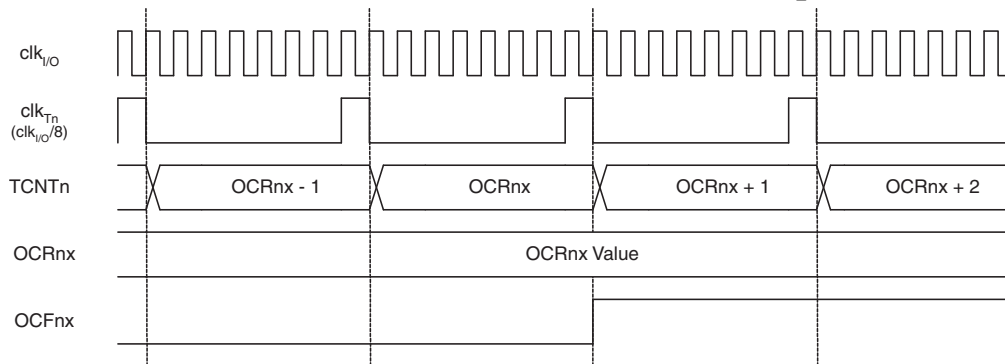 clkI/O
clkTn
(clkI/O/8)
TCNTn OCRnx - 1 OCRnx OCRnx + 1 OCRnx + 2
OCRnx OCRnx Value
OCFnx